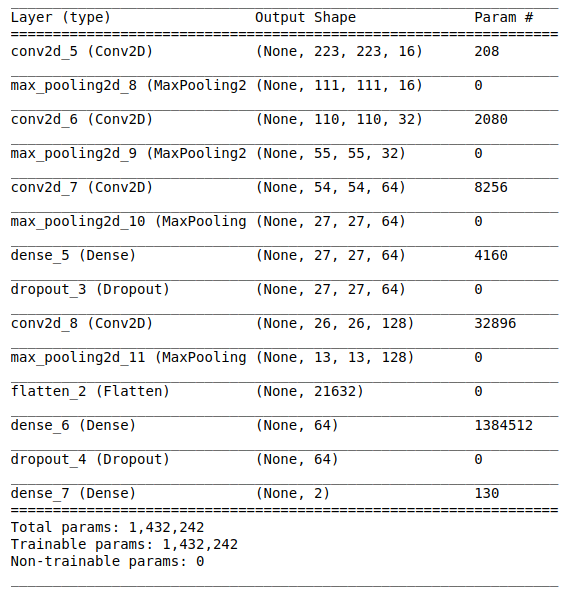 Layer (type) Output Shape Param #
=================================================================
conv2d_5 (Conv2D) (None, 223, 223, 16) 208
max_pooling2d_8 (MaxPooling2 (None, 111, 111, 16) 0
conv2d_6 (Conv2D) (None, 110, 110, 32) 2080
max_pooling2d_9 (MaxPooling2 (None, 55, 55, 32) 0
conv2d_7 (Conv2D) (None, 54, 54, 64) 8256
max_pooling2d_10 (MaxPooling (None, 27, 27, 64) 0
dense_5 (Dense) (None, 27, 27, 64) 4160
dropout_3 (Dropout) (None, 27, 27, 64) 0
conv2d_8 (Conv2D) (None, 26, 26, 128) 32896
max_pooling2d_11 (MaxPooling (None, 13, 13, 128) 0
flatten_2 (Flatten) (None, 21632) 0
dense_6 (Dense) (None, 64) 1384512
dropout_4 (Dropout) (None, 64) 0
dense_7 (Dense) (None, 2) 130
=================================================================
Total params: 1,432,242
Trainable params: 1,432,242
Non-trainable params: 0